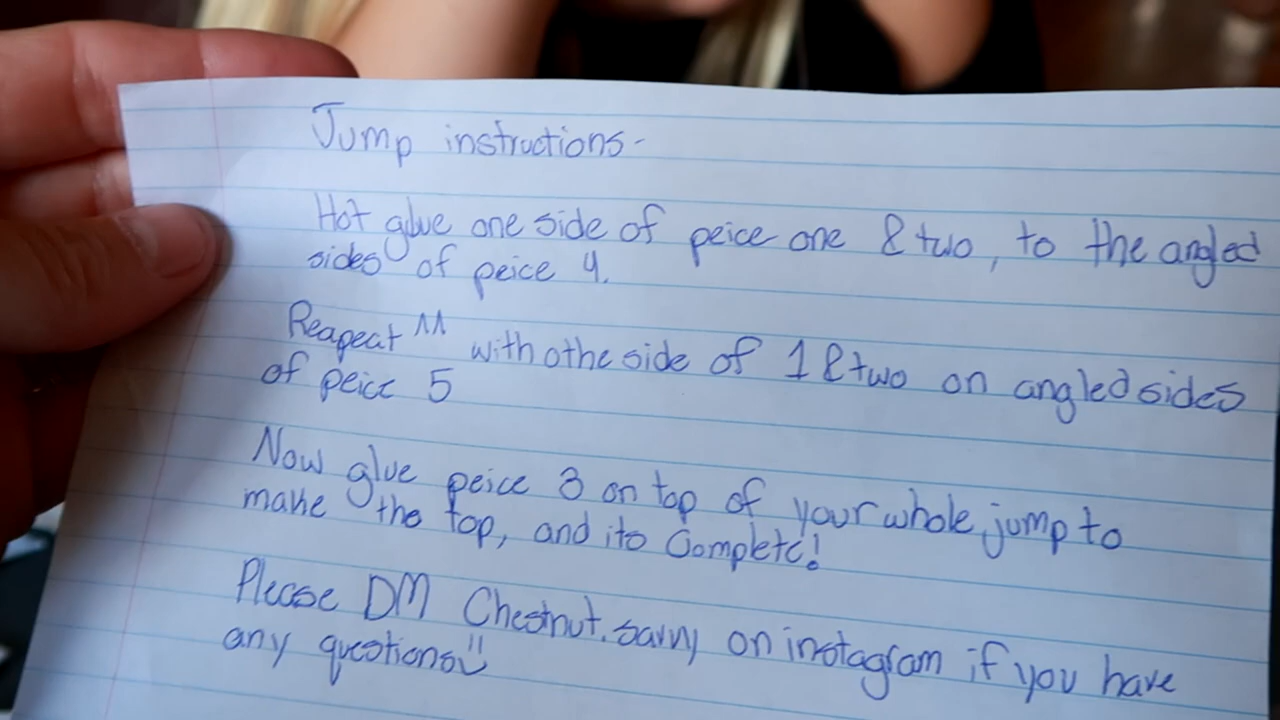 Jump instructions-
Hot glue one side of peice one & two, to the angled
sides of peice 4.
Reapeat ^^ with othe side of 1 & two on angled sides
of peice 5
Now glue peice 3 on top of your whole jump to
make the top, and its Complete!
Please DM Chestnut.savvy on instagram if you have
any questions!!